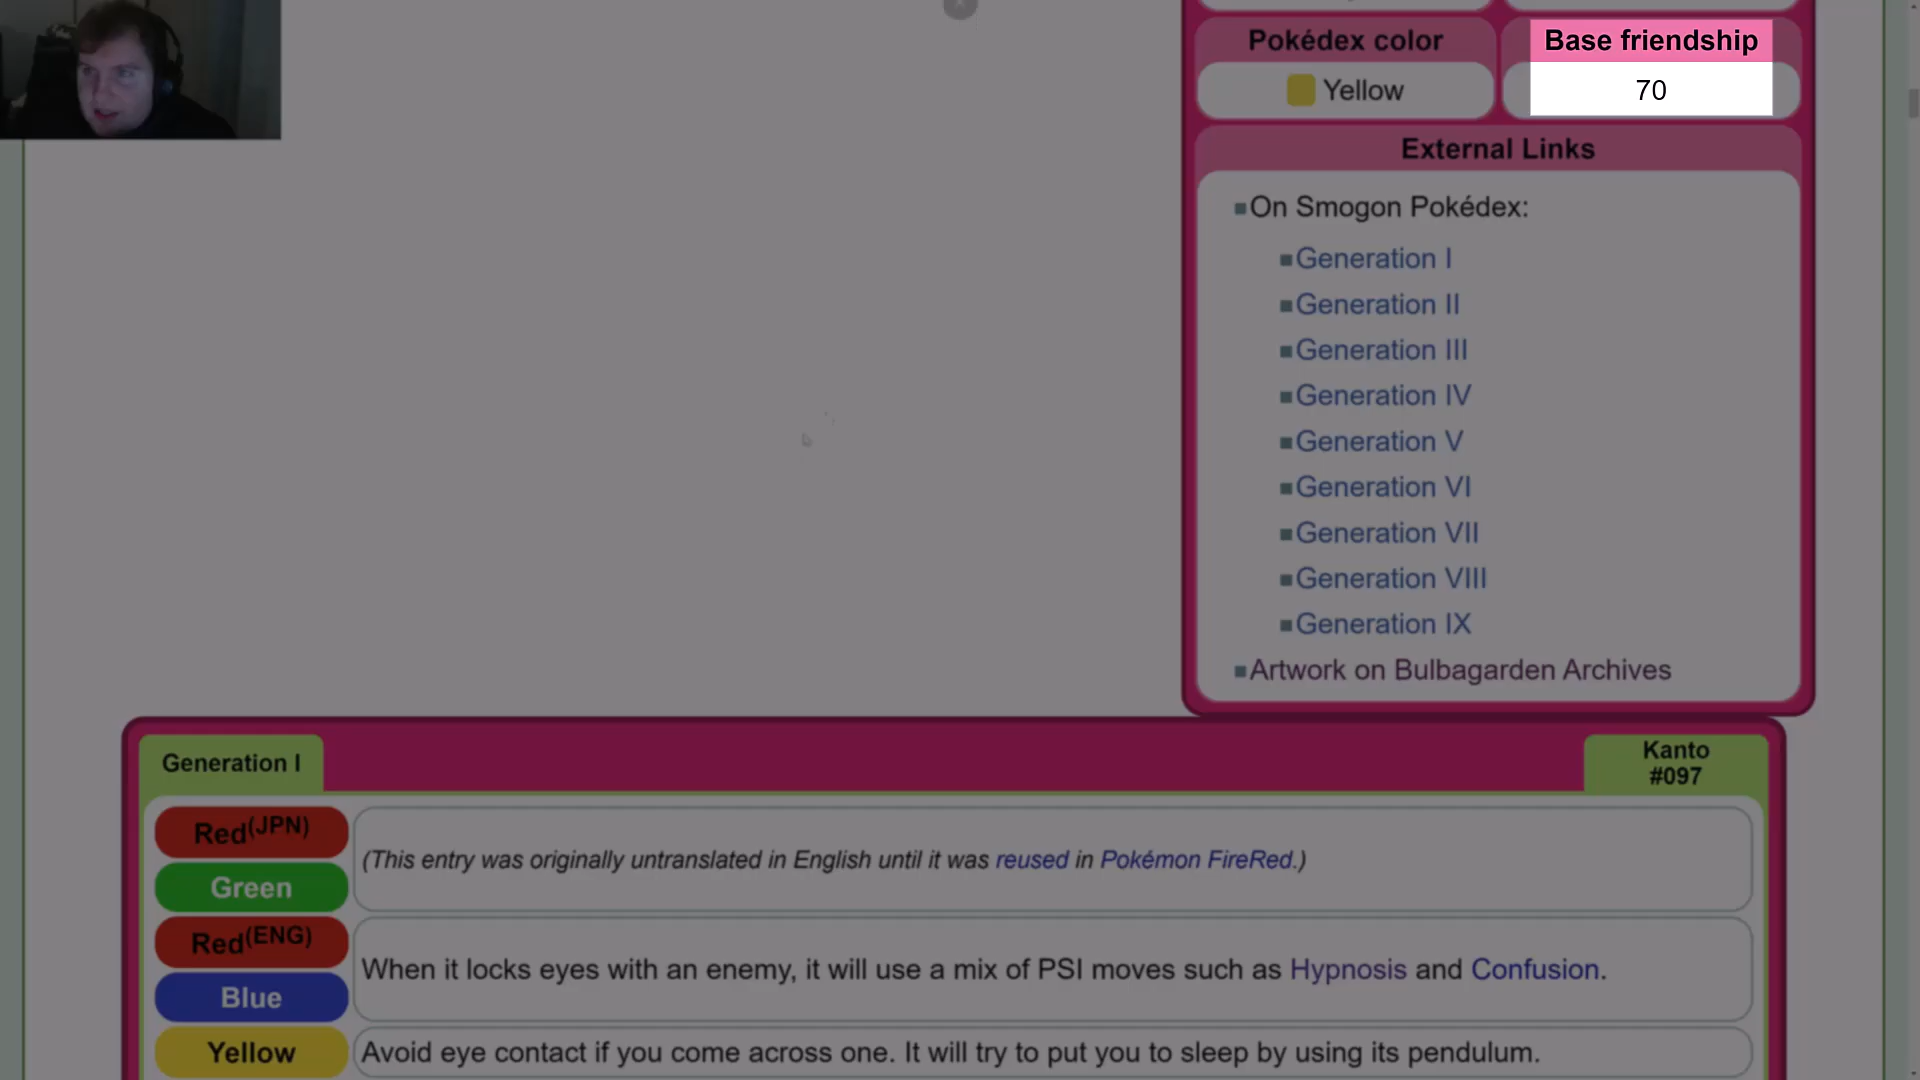 Pokédex color
Base friendship
Yellow
70
External Links
On Smogon Pokédex:
Generation I
Generation II
Generation III
Generation IV
Generation V
Generation VI
Generation VII
Generation VIII
Generation IX
Artwork on Bulbagarden Archives
Generation I
Kanto
#097
Red(JPN)
Green
(This entry was originally untranslated in English until it was reused in Pokémon FireRed.)
Red(ENG)
Blue
When it locks eyes with an enemy, it will use a mix of PSI moves such as Hypnosis and Confusion.
Yellow
Avoid eye contact if you come across one. It will try to put you to sleep by using its pendulum.